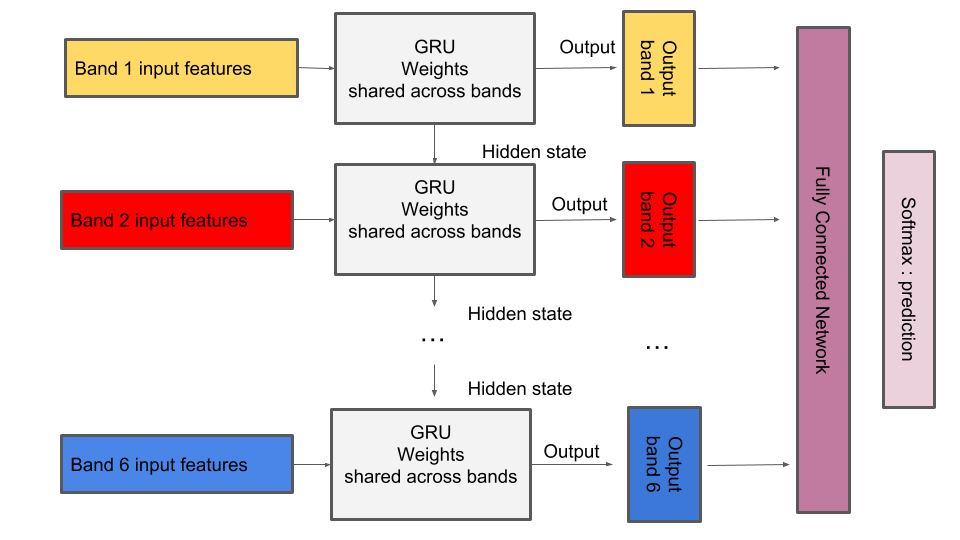 Band 1 input features
GRU
Weights
shared across bands
Output
Output
band 1
Hidden state
Band 2 input features
GRU
Weights
shared across bands
Output
Output
band 2
Hidden state
...
...
Hidden state
Band 6 input features
GRU
Weights
shared across bands
Output
Output
band 6
Fully Connected Network
Softmax : prediction